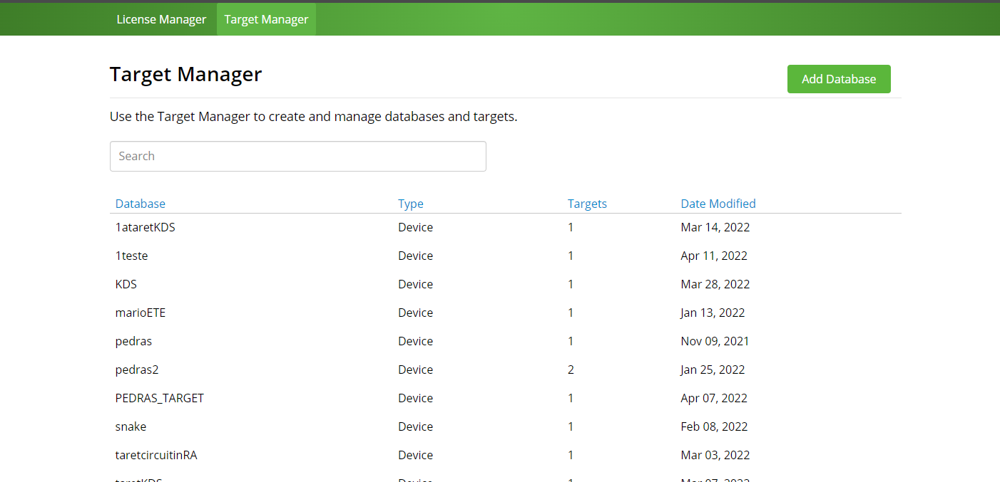 License Manager Target Manager
Target Manager
Add Database
Use the Target Manager to create and manage databases and targets.
Search
Database Type Targets Date Modified
1ataretKDS Device 1 Mar 14, 2022
1teste Device 1 Apr 11, 2022
KDS Device 1 Mar 28, 2022
marioETE Device 1 Jan 13, 2022
pedras Device 1 Nov 09, 2021
pedras2 Device 2 Jan 25, 2022
PEDRAS_TARGET Device 1 Apr 07, 2022
snake Device 1 Feb 08, 2022
taretcircuitinRA Device 1 Mar 03, 2022